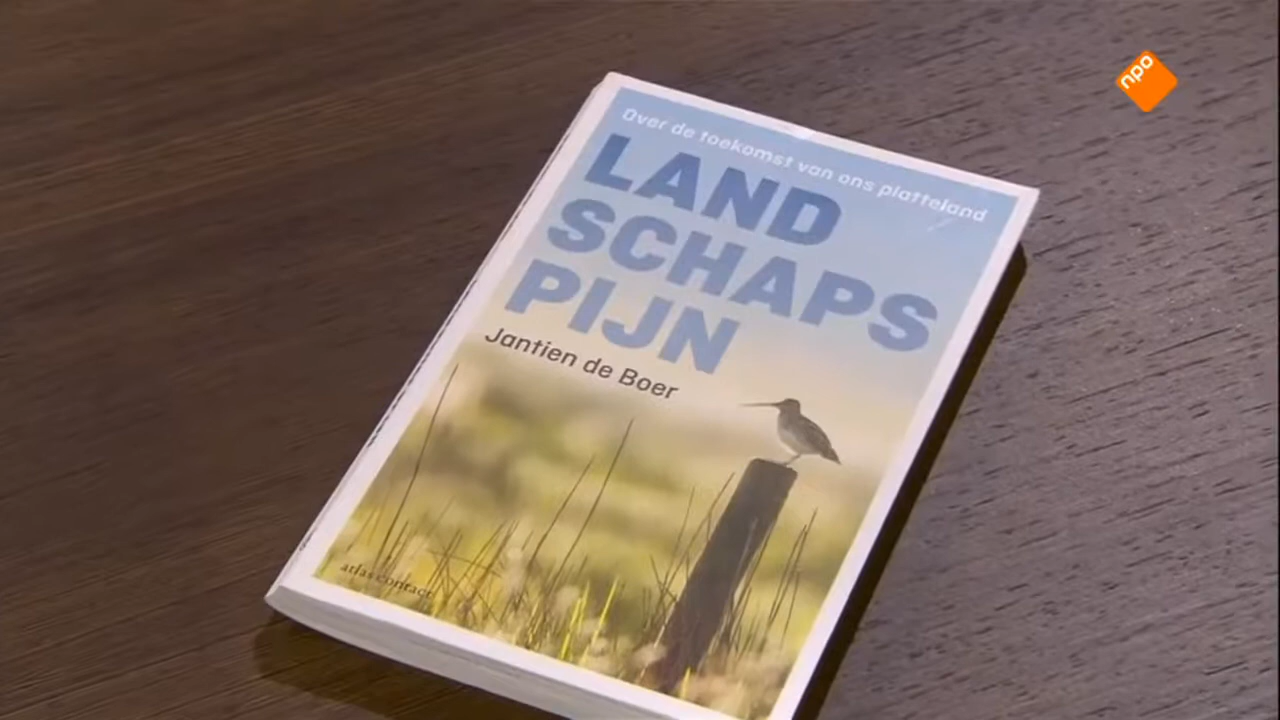 npo
Over de toekomst van ons platteland
LAND
SCHAPS
PIJN
Jantien de Boer
atlas contact